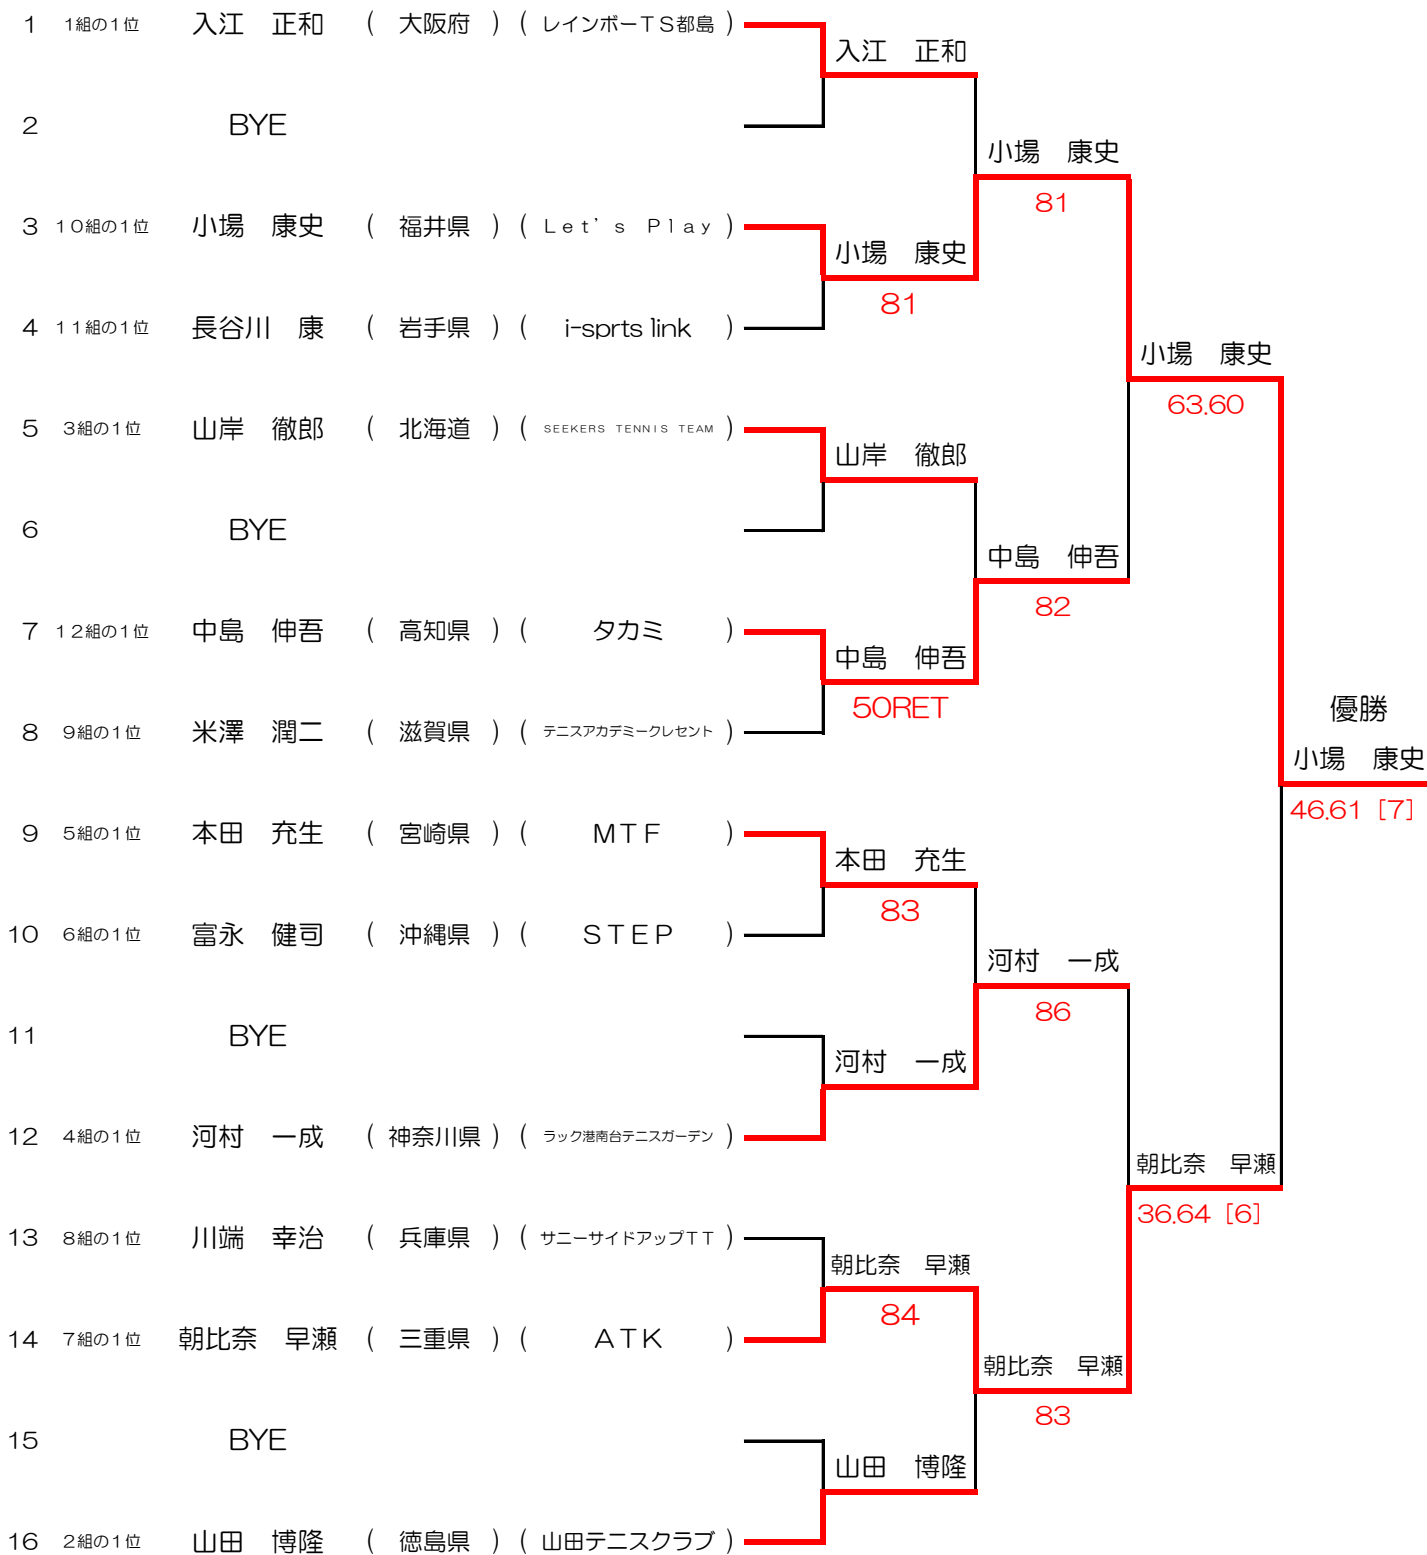 1 1組の1位 入江 正和 ( 大阪府 ) ( レインボーTS都島 )
入江 正和
2 BYE
小場 康史
81
3 10組の1位 小場 康史 ( 福井県 ) ( Let's Play )
小場 康史
81
4 11組の1位 長谷川 康 ( 岩手県 ) ( i-sprts link )
小場 康史
63.60
5 3組の1位 山岸 徹郎 ( 北海道 ) ( SEEKERS TENNIS TEAM )
山岸 徹郎
6 BYE
中島 伸吾
82
7 12組の1位 中島 伸吾 ( 高知県 ) ( タカミ )
中島 伸吾
50RET
8 9組の1位 米澤 潤二 ( 滋賀県 ) ( テニスアカデミークレセント )
優勝
小場 康史
46.61 [7]
9 5組の1位 本田 充生 ( 宮崎県 ) ( MTF )
本田 充生
83
10 6組の1位 富永 健司 ( 沖縄県 ) ( STEP )
河村 一成
86
11 BYE
河村 一成
12 4組の1位 河村 一成 ( 神奈川県 ) ( ラック港南台テニスガーデン )
朝比奈 早瀬
36.64 [6]
13 8組の1位 川端 幸治 ( 兵庫県 ) ( サニーサイドアップTT )
朝比奈 早瀬
84
14 7組の1位 朝比奈 早瀬 ( 三重県 ) ( ATK )
朝比奈 早瀬
83
15 BYE
山田 博隆
16 2組の1位 山田 博隆 ( 徳島県 ) ( 山田テニスクラブ )